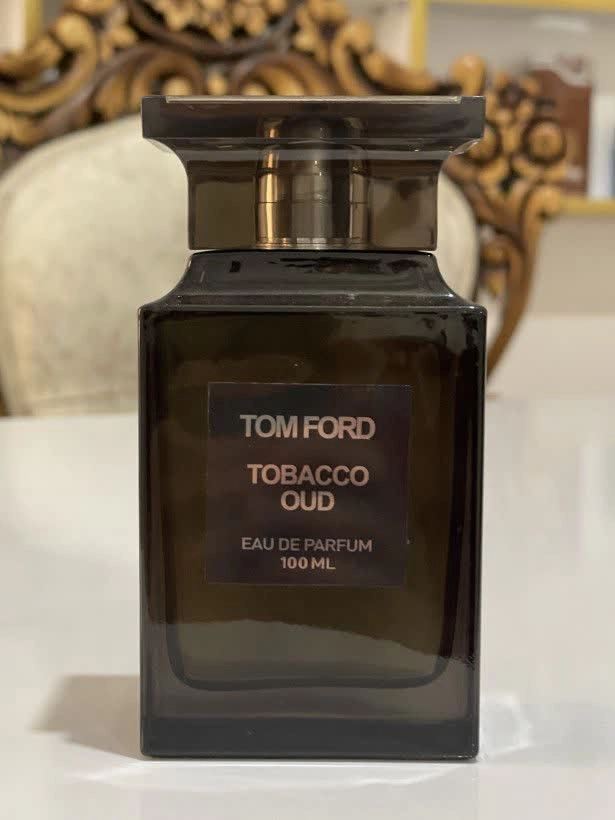 TOM FORD
TOBACCO
OUD
EAU DE PARFUM
100 ML